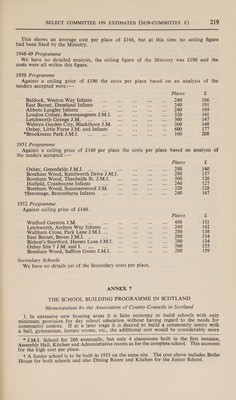 SELECT COMMITTEE ON ESTIMATES (SUB-COMMITTEE E) 219
This shows an average cost per place of £166, but at this time no ceiling figure
had been fixed by the Ministry.
1948-49 Programme
We have no detailed analysis, the ceiling figure of the Ministry was £190 and the
costs were all within this figure.
1950 Programme
Against a ceiling price of £190 the costs per place based on an analysis of the
tenders accepted were:—
Places £
Baldock, Weston Way Infants ... 240 166
East Barnet, Danesland Infants ... 240 191
Abbots Langley Infants ... 240 169
London Colney, Bowmansgreen J.M.I. ... 320 161
Letchworth Grange J.M. ... 360 147
Welwyn Garden City, Blackthorn J.M. ... 360 148
Oxhey, Little Furze J.M. and Infants ... 600 177
*Brookmans Park J.M.I. ... 160 208
1951 Programme
Against a ceiling price of £140 per place the costs per place based on analysis of
the tenders accepted:—
Places £
Oxhey, Greenfields J.M.I. ... 280 140
Boreham Wood, Kenilworth Drive J.M.I. ... 280 137
Boreham Wood, Thirskcliffe Jr. J.M.I. ... 560 126
Hatfield, Cranborne Infants ... 240 127
Boreham Wood, Summerswood J.M. ... 320 128
†Stevenage, Broomborns Infants ... 240 167
1952 Programme
Against ceiling price of £140.
Places £
Watford Garston J.M. ... 480 131
Letchworth, Archers Way Infants ... 240 142
Waltham Cross, Park Lane J.M.I. ... 280 138
East Barnet, Bevan J.M.I. ... 280 134
Bishop's Stortford, Havers Lane J.M.I. ... 280 114
Oxhey Site 7 J.M. and I. ... 560 135
Boreham Wood, Saffron Green J.M.I. ... 280 139
Secondary Schools
We have no details yet of the Secondary costs per place.
ANNEX 7
THE SCHOOL BUILDING PROGRAMME IN SCOTLAND
Memorandum by the Association of County Councils in Scotland
1. In extensive new housing areas it is false economy to build schools with only
minimum provision for day school education without having regard to the needs for
community centres. If at a later stage it is desired to build a community centre with
a hall, gymnasium, lecture rooms, etc., the additional cost would be considerably more
* J.M.I. School for 280 eventually, but only 4 classrooms built in the first instance,
Assembly Hall, Kitchen and Administration rooms as for the complete school. This accounts
for the high cost per place.
† A Junior school is to be built in 1953 on the same site. The cost above includes Boiler
House for both schools and also Dining Room and Kitchen for the Junior School.